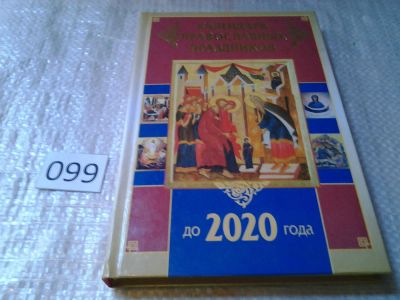 КАЛЕНДАРЬ
ПРАВОСЛАВНЫХ
ПРАЗДНИКОВ
099
до 2020 года